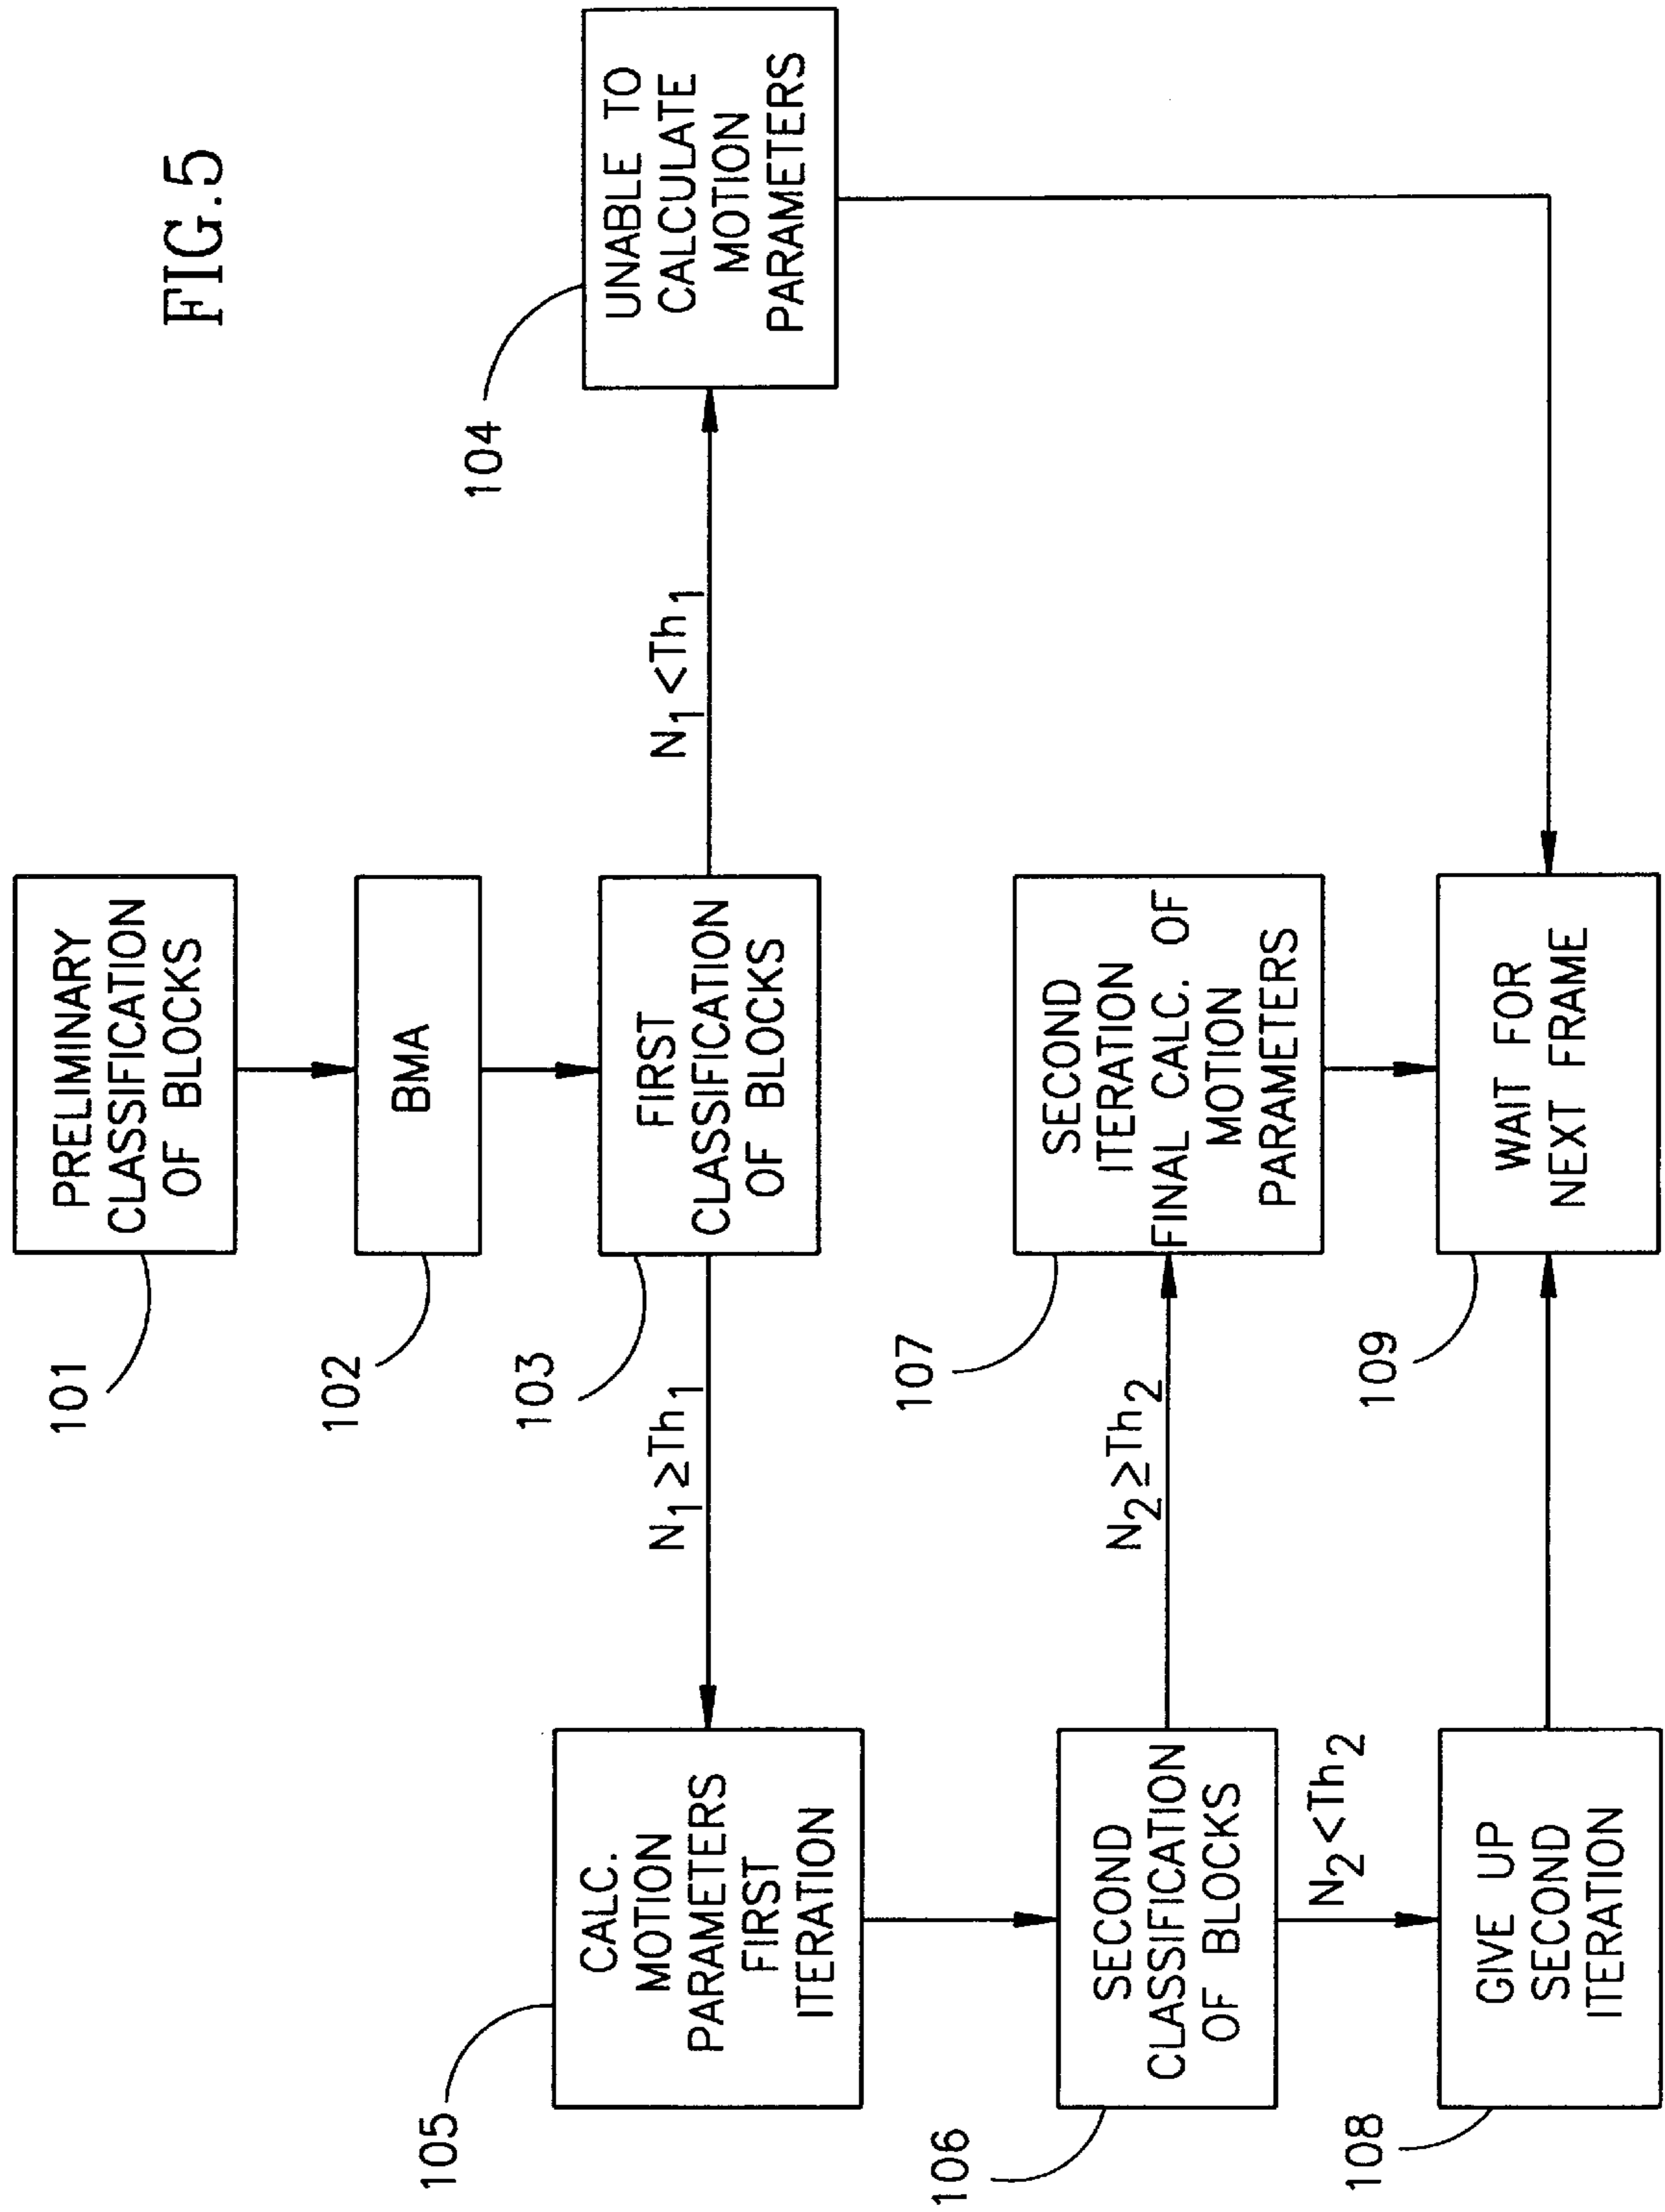 FIG.5
101
PRELIMINARY
CLASSIFICATION
OF BLOCKS
102
BMA
103
FIRST
CLASSIFICATION
OF BLOCKS
N1 ≥Th1
N1 <Th1
104
UNABLE TO
CALCULATE
MOTION
PARAMETERS
105
CALC.
MOTION
PARAMETERS
FIRST
ITERATION
106
SECOND
CLASSIFICATION
OF BLOCKS
N2 ≥Th2
107
SECOND
ITERATION
FINAL CALC. OF
MOTION
PARAMETERS
N2 <Th2
108
GIVE UP
SECOND
ITERATION
109
WAIT FOR
NEXT FRAME